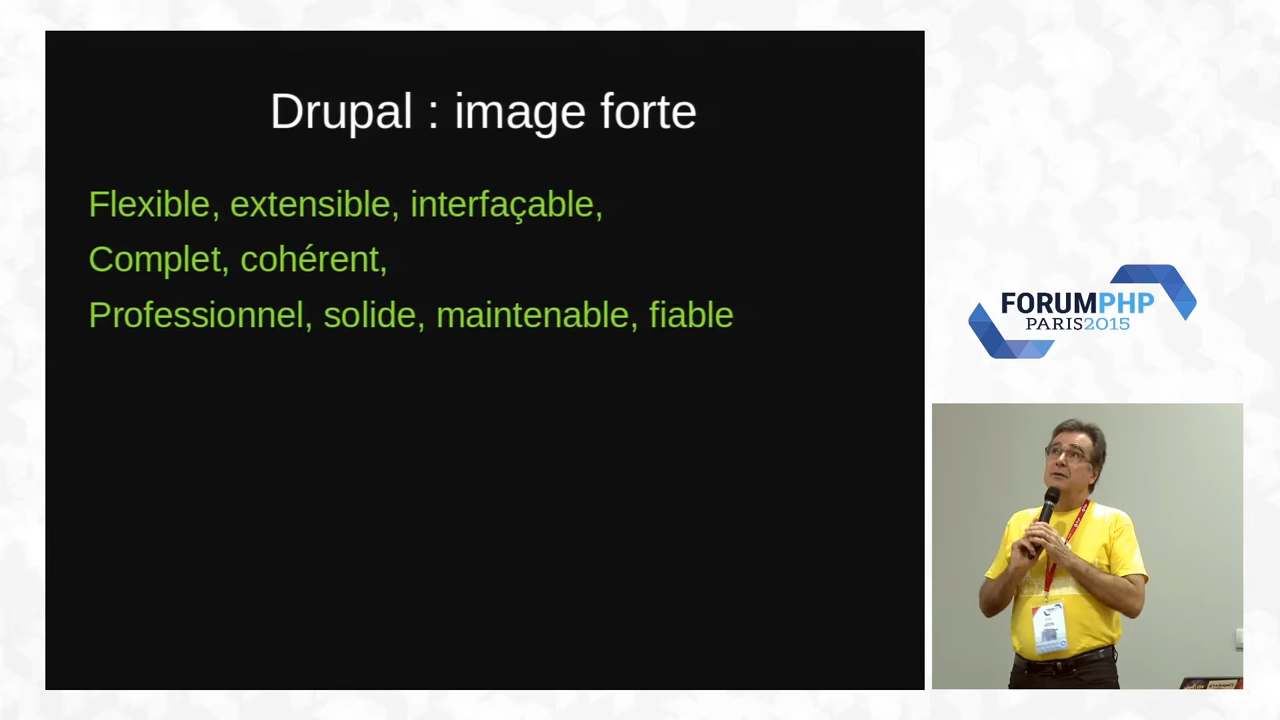 Drupal : image forte
Flexible, extensible, interfaçable,
Complet, cohérent,
Professionnel, solide, maintenable, fiable
FORUMPHP
PARIS2015